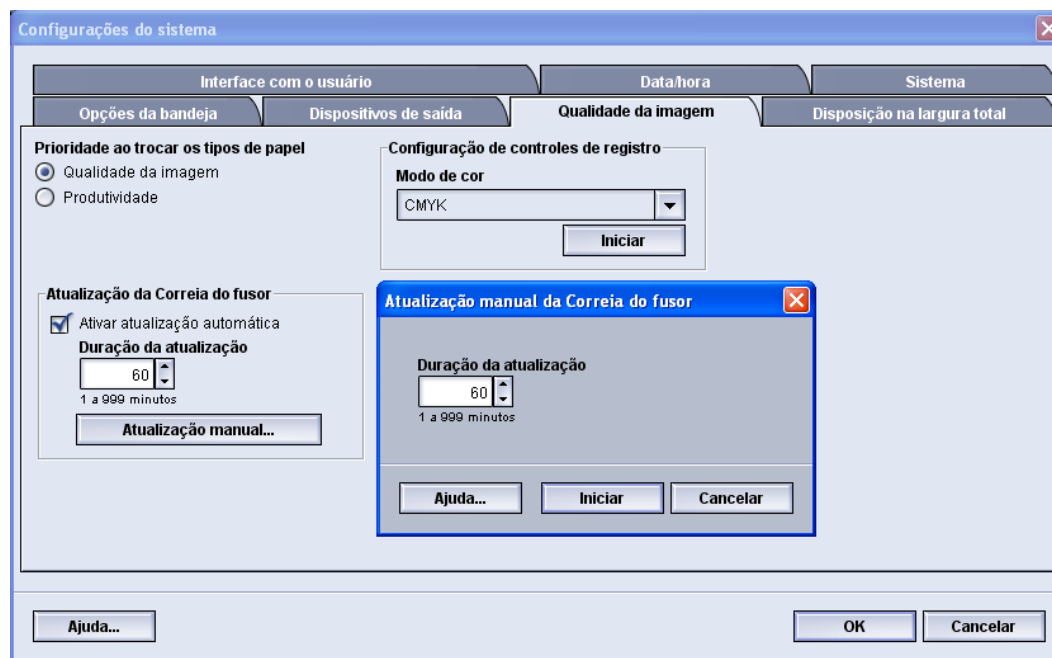 Configurações do sistema
Interface com o usuário
Data/hora
Sistema
Opções da bandeja
Dispositivos de saída
Qualidade da imagem
Disposição na largura total
Prioridade ao trocar os tipos de papel
Qualidade da imagem
Produtividade
Configuração de controles de registro
Modo de cor
CMYK
Iniciar
Atualização da Correia do fusor
Ativar atualização automática
Duração da atualização
60
1 a 999 minutos
Atualização manual...
Atualização manual da Correia do fusor
Duração da atualização
60
1 a 999 minutos
Ajuda...
Iniciar
Cancelar
Ajuda...
OK
Cancelar